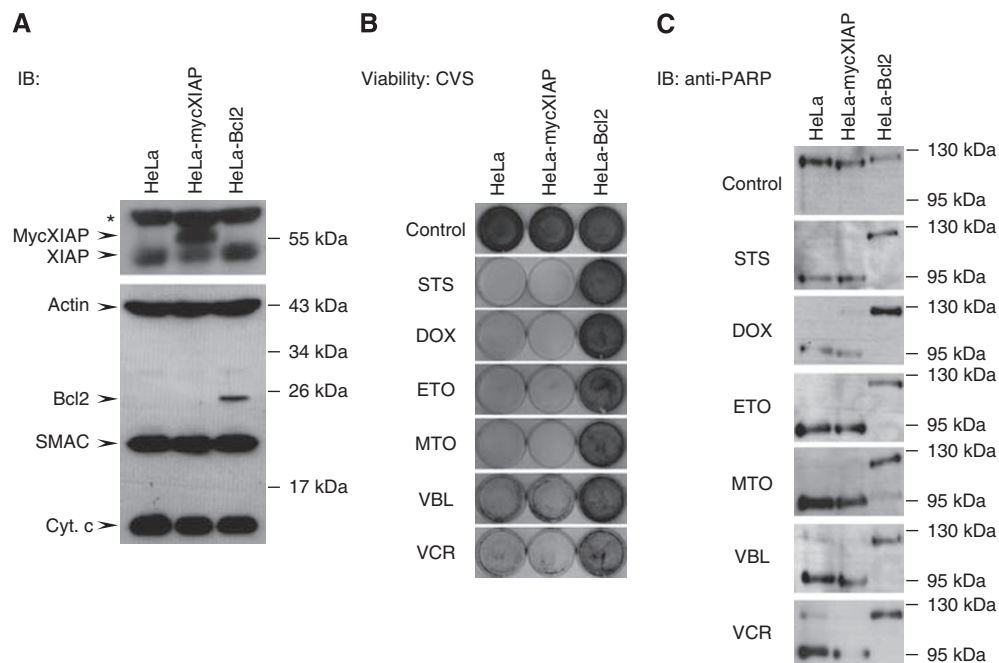 A
IB:
HeLa
HeLa-mycXIAP
HeLa-Bcl2
*
MycXIAP
XIAP
55 kDa
Actin
43 kDa
34 kDa
Bcl2
26 kDa
SMAC
17 kDa
Cyt. c
B
Viability: CVS
HeLa
HeLa-mycXIAP
HeLa-Bcl2
Control
STS
DOX
ETO
MTO
VBL
VCR
C
IB: anti-PARP
HeLa
HeLa-mycXIAP
HeLa-Bcl2
Control
130 kDa
95 kDa
STS
130 kDa
95 kDa
DOX
130 kDa
95 kDa
ETO
130 kDa
95 kDa
MTO
130 kDa
95 kDa
VBL
130 kDa
95 kDa
VCR
130 kDa
95 kDa